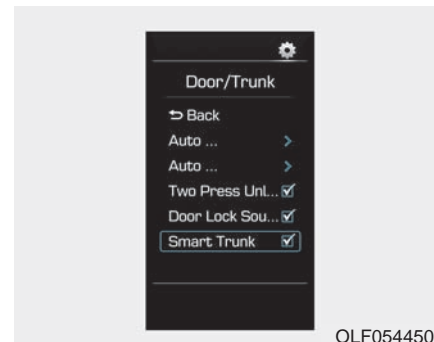 Door/Trunk
Back
Auto ...
Auto ...
Two Press Unl...
Door Lock Sou...
Smart Trunk
OLF054450